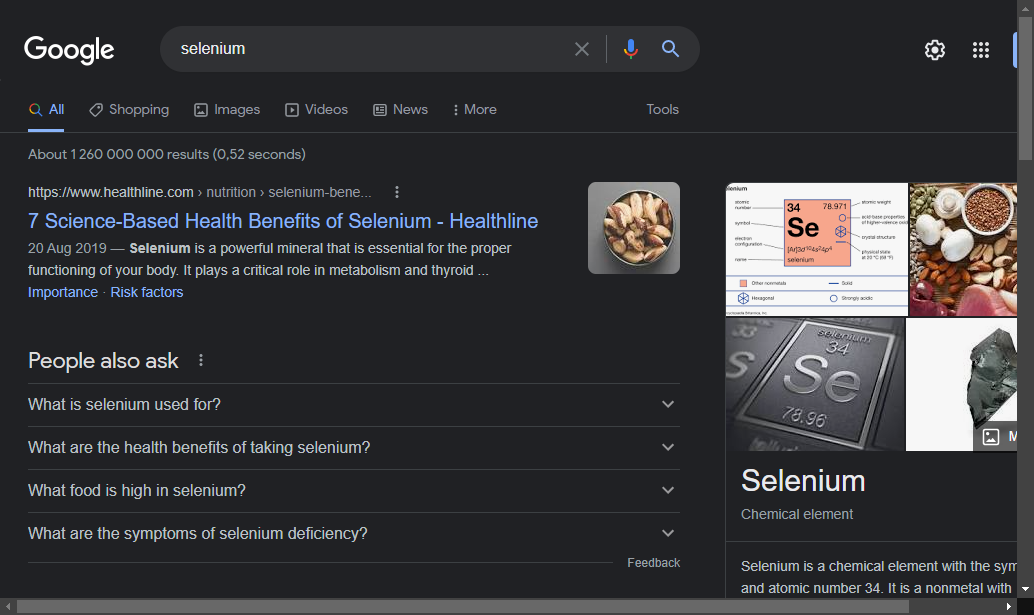 Google
selenium
All
Shopping
Images
Videos
News
More
Tools
About 1 260 000 000 results (0,52 seconds)
https://www.healthline.com › nutrition › selenium-bene...
7 Science-Based Health Benefits of Selenium - Healthline
20 Aug 2019 — Selenium is a powerful mineral that is essential for the proper
functioning of your body. It plays a critical role in metabolism and thyroid ...
Importance · Risk factors
People also ask
What is selenium used for?
What are the health benefits of taking selenium?
What food is high in selenium?
What are the symptoms of selenium deficiency?
Feedback
elenium
atomic
number
symbol
electron
configuration
name
34
78.971
Se
[Ar]3d¹⁰4s²4p⁴
selenium
atomic weight
acid-base properties
of higher-valence oxides
crystal structure
physical state
at 20 °C (68 °F)
Other nonmetals
Solid
Hexagonal
Strongly acidic
33
S
selenium
34
Se
78.96
M
Selenium
Chemical element
Selenium is a chemical element with the sym
and atomic number 34. It is a nonmetal with